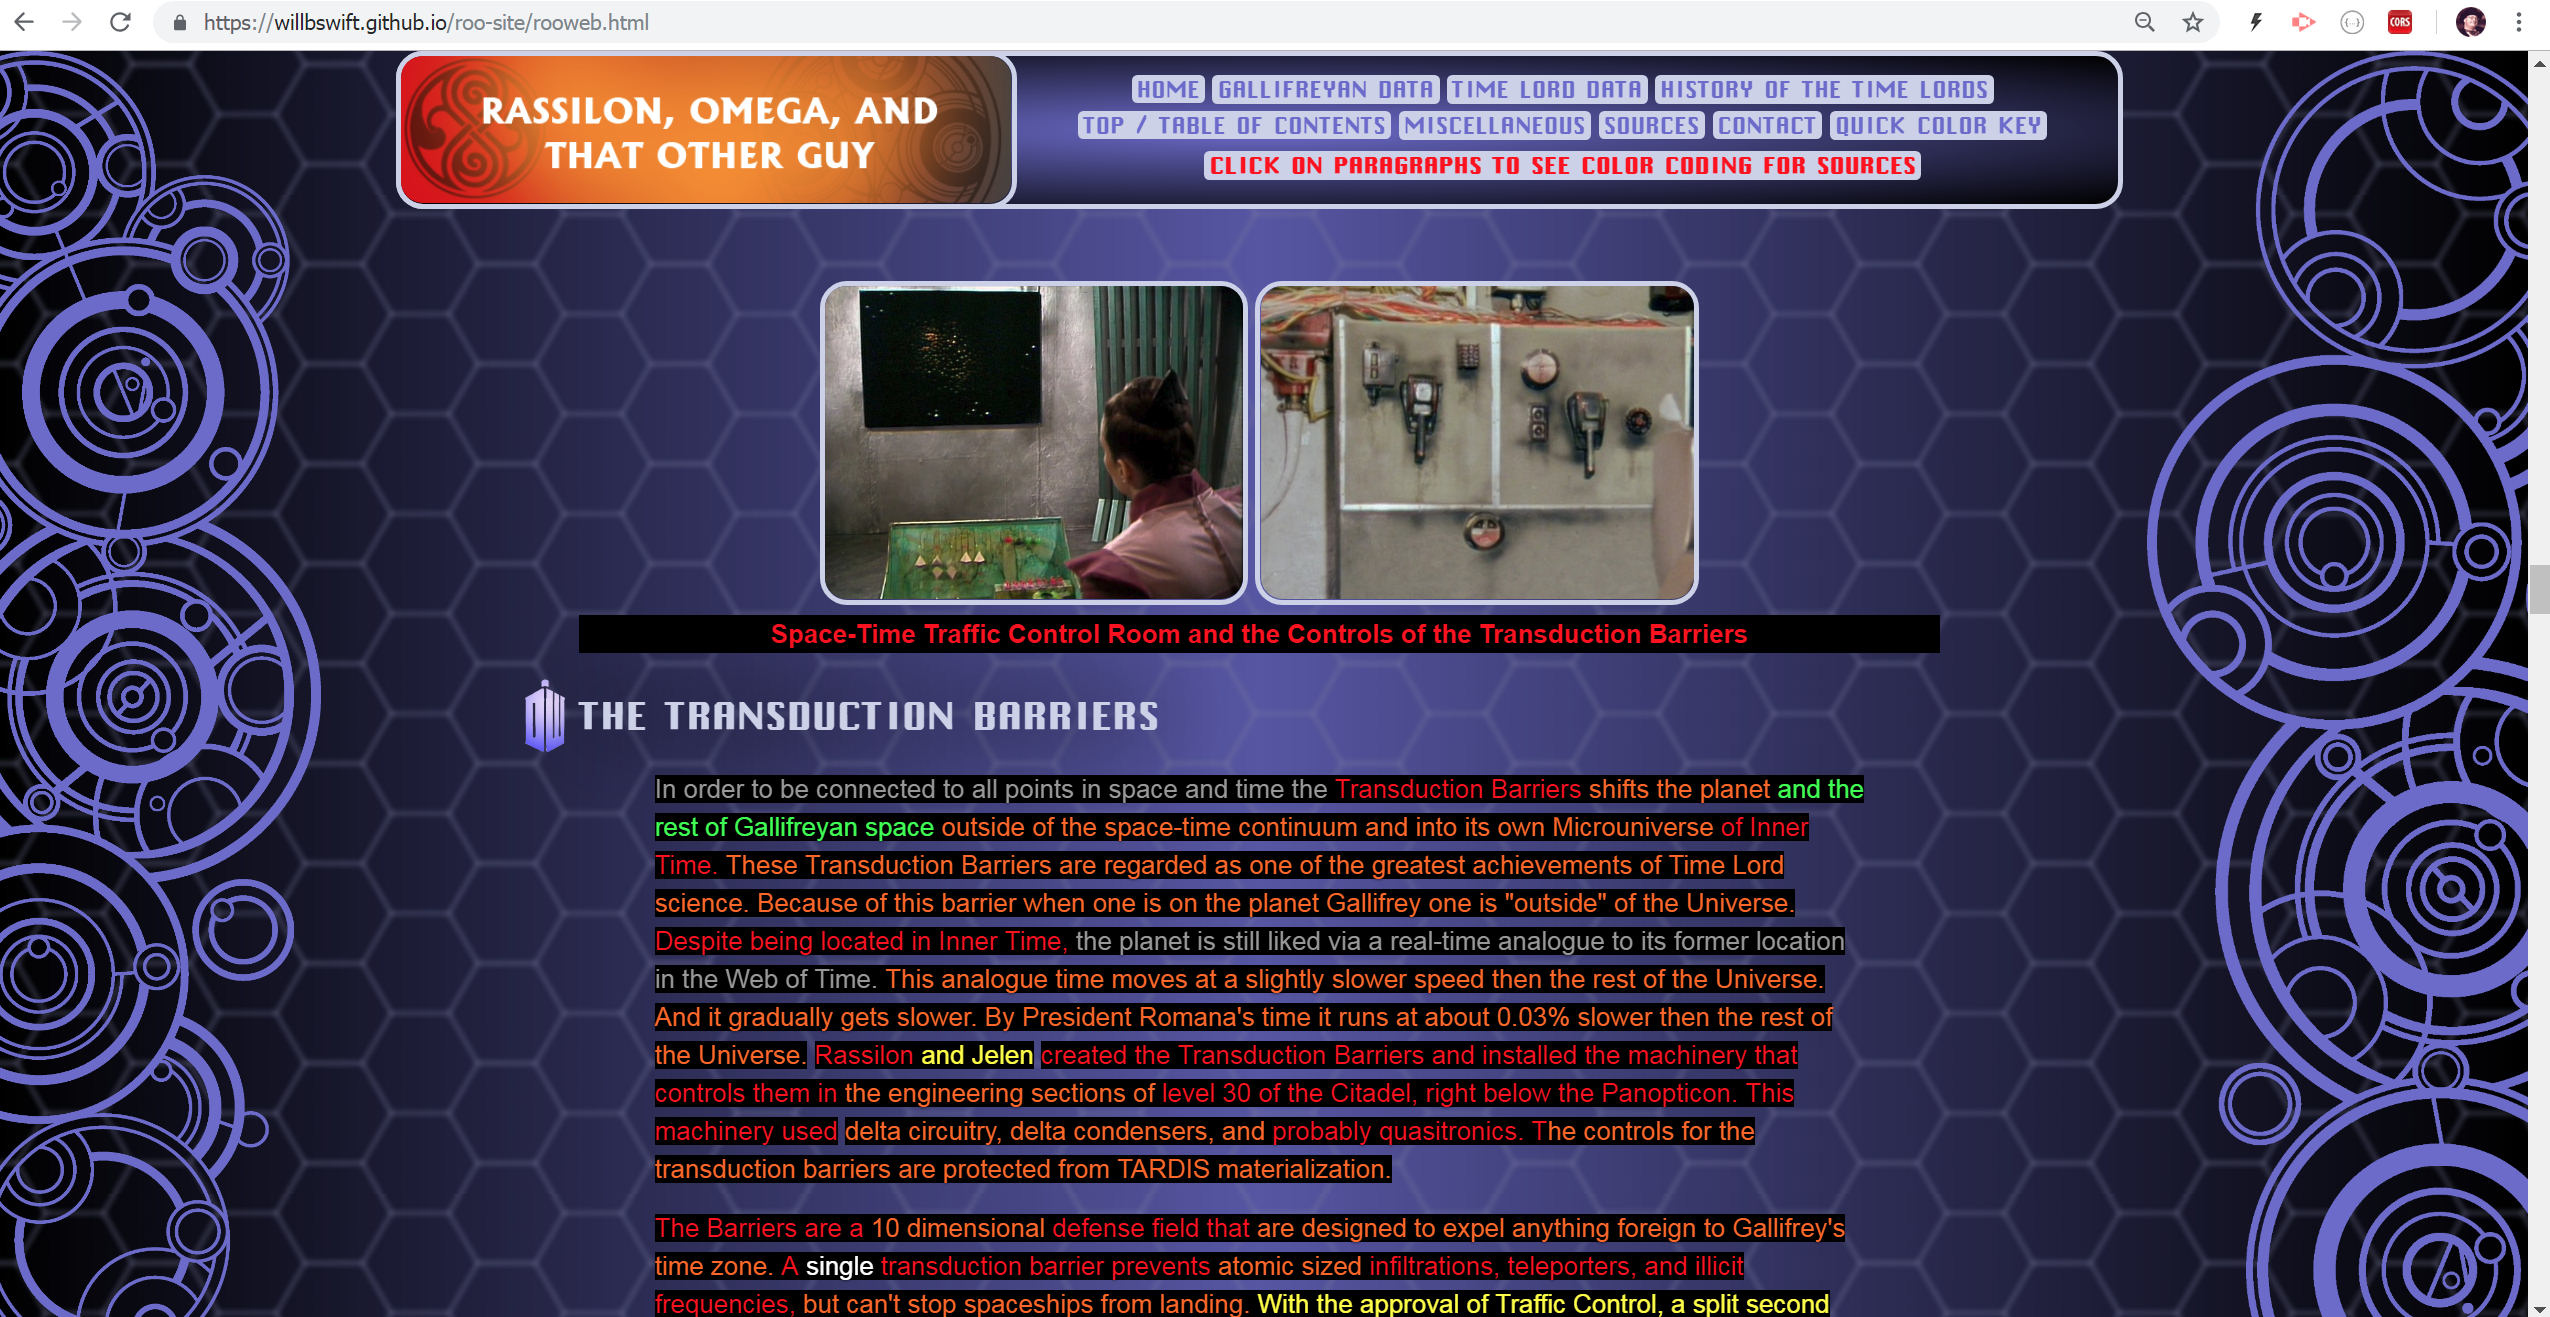 https://willbswift.github.io/roo-site/rooweb.html
CORS
RASSILON, OMEGA, AND
THAT OTHER GUY
HOME GALLIFREYAN DATA TIME LORD DATA HISTORY OF THE TIME LORDS
TOP / TABLE OF CONTENTS MISCELLANEOUS SOURCES CONTACT QUICK COLOR KEY
CLICK ON PARAGRAPHS TO SEE COLOR CODING FOR SOURCES
Space-Time Traffic Control Room and the Controls of the Transduction Barriers
THE TRANSDUCTION BARRIERS
In order to be connected to all points in space and time the Transduction Barriers shifts the planet and the
rest of Gallifreyan space outside of the space-time continuum and into its own Microuniverse of Inner
Time. These Transduction Barriers are regarded as one of the greatest achievements of Time Lord
science. Because of this barrier when one is on the planet Gallifrey one is "outside" of the Universe.
Despite being located in Inner Time, the planet is still liked via a real-time analogue to its former location
in the Web of Time. This analogue time moves at a slightly slower speed then the rest of the Universe.
And it gradually gets slower. By President Romana's time it runs at about 0.03% slower then the rest of
the Universe. Rassilon and Jelen created the Transduction Barriers and installed the machinery that
controls them in the engineering sections of level 30 of the Citadel, right below the Panopticon. This
machinery used delta circuitry, delta condensers, and probably quasitronics. The controls for the
transduction barriers are protected from TARDIS materialization.
The Barriers are a 10 dimensional defense field that are designed to expel anything foreign to Gallifrey's
time zone. A single transduction barrier prevents atomic sized infiltrations, teleporters, and illicit
frequencies, but can't stop spaceships from landing. With the approval of Traffic Control, a split second